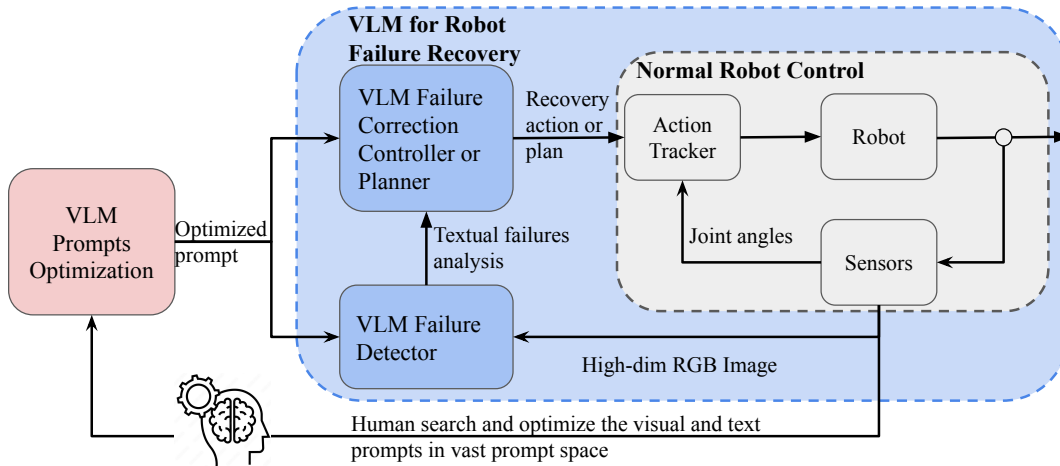 VLM for Robot
Failure Recovery
Normal Robot Control
VLM Failure
Correction
Controller or
Planner
Recovery
action or
plan
Action
Tracker
Robot
VLM
Prompts
Optimization
Optimized
prompt
Textual failures
analysis
Joint angles
Sensors
VLM Failure
Detector
High-dim RGB Image
Human search and optimize the visual and text
prompts in vast prompt space